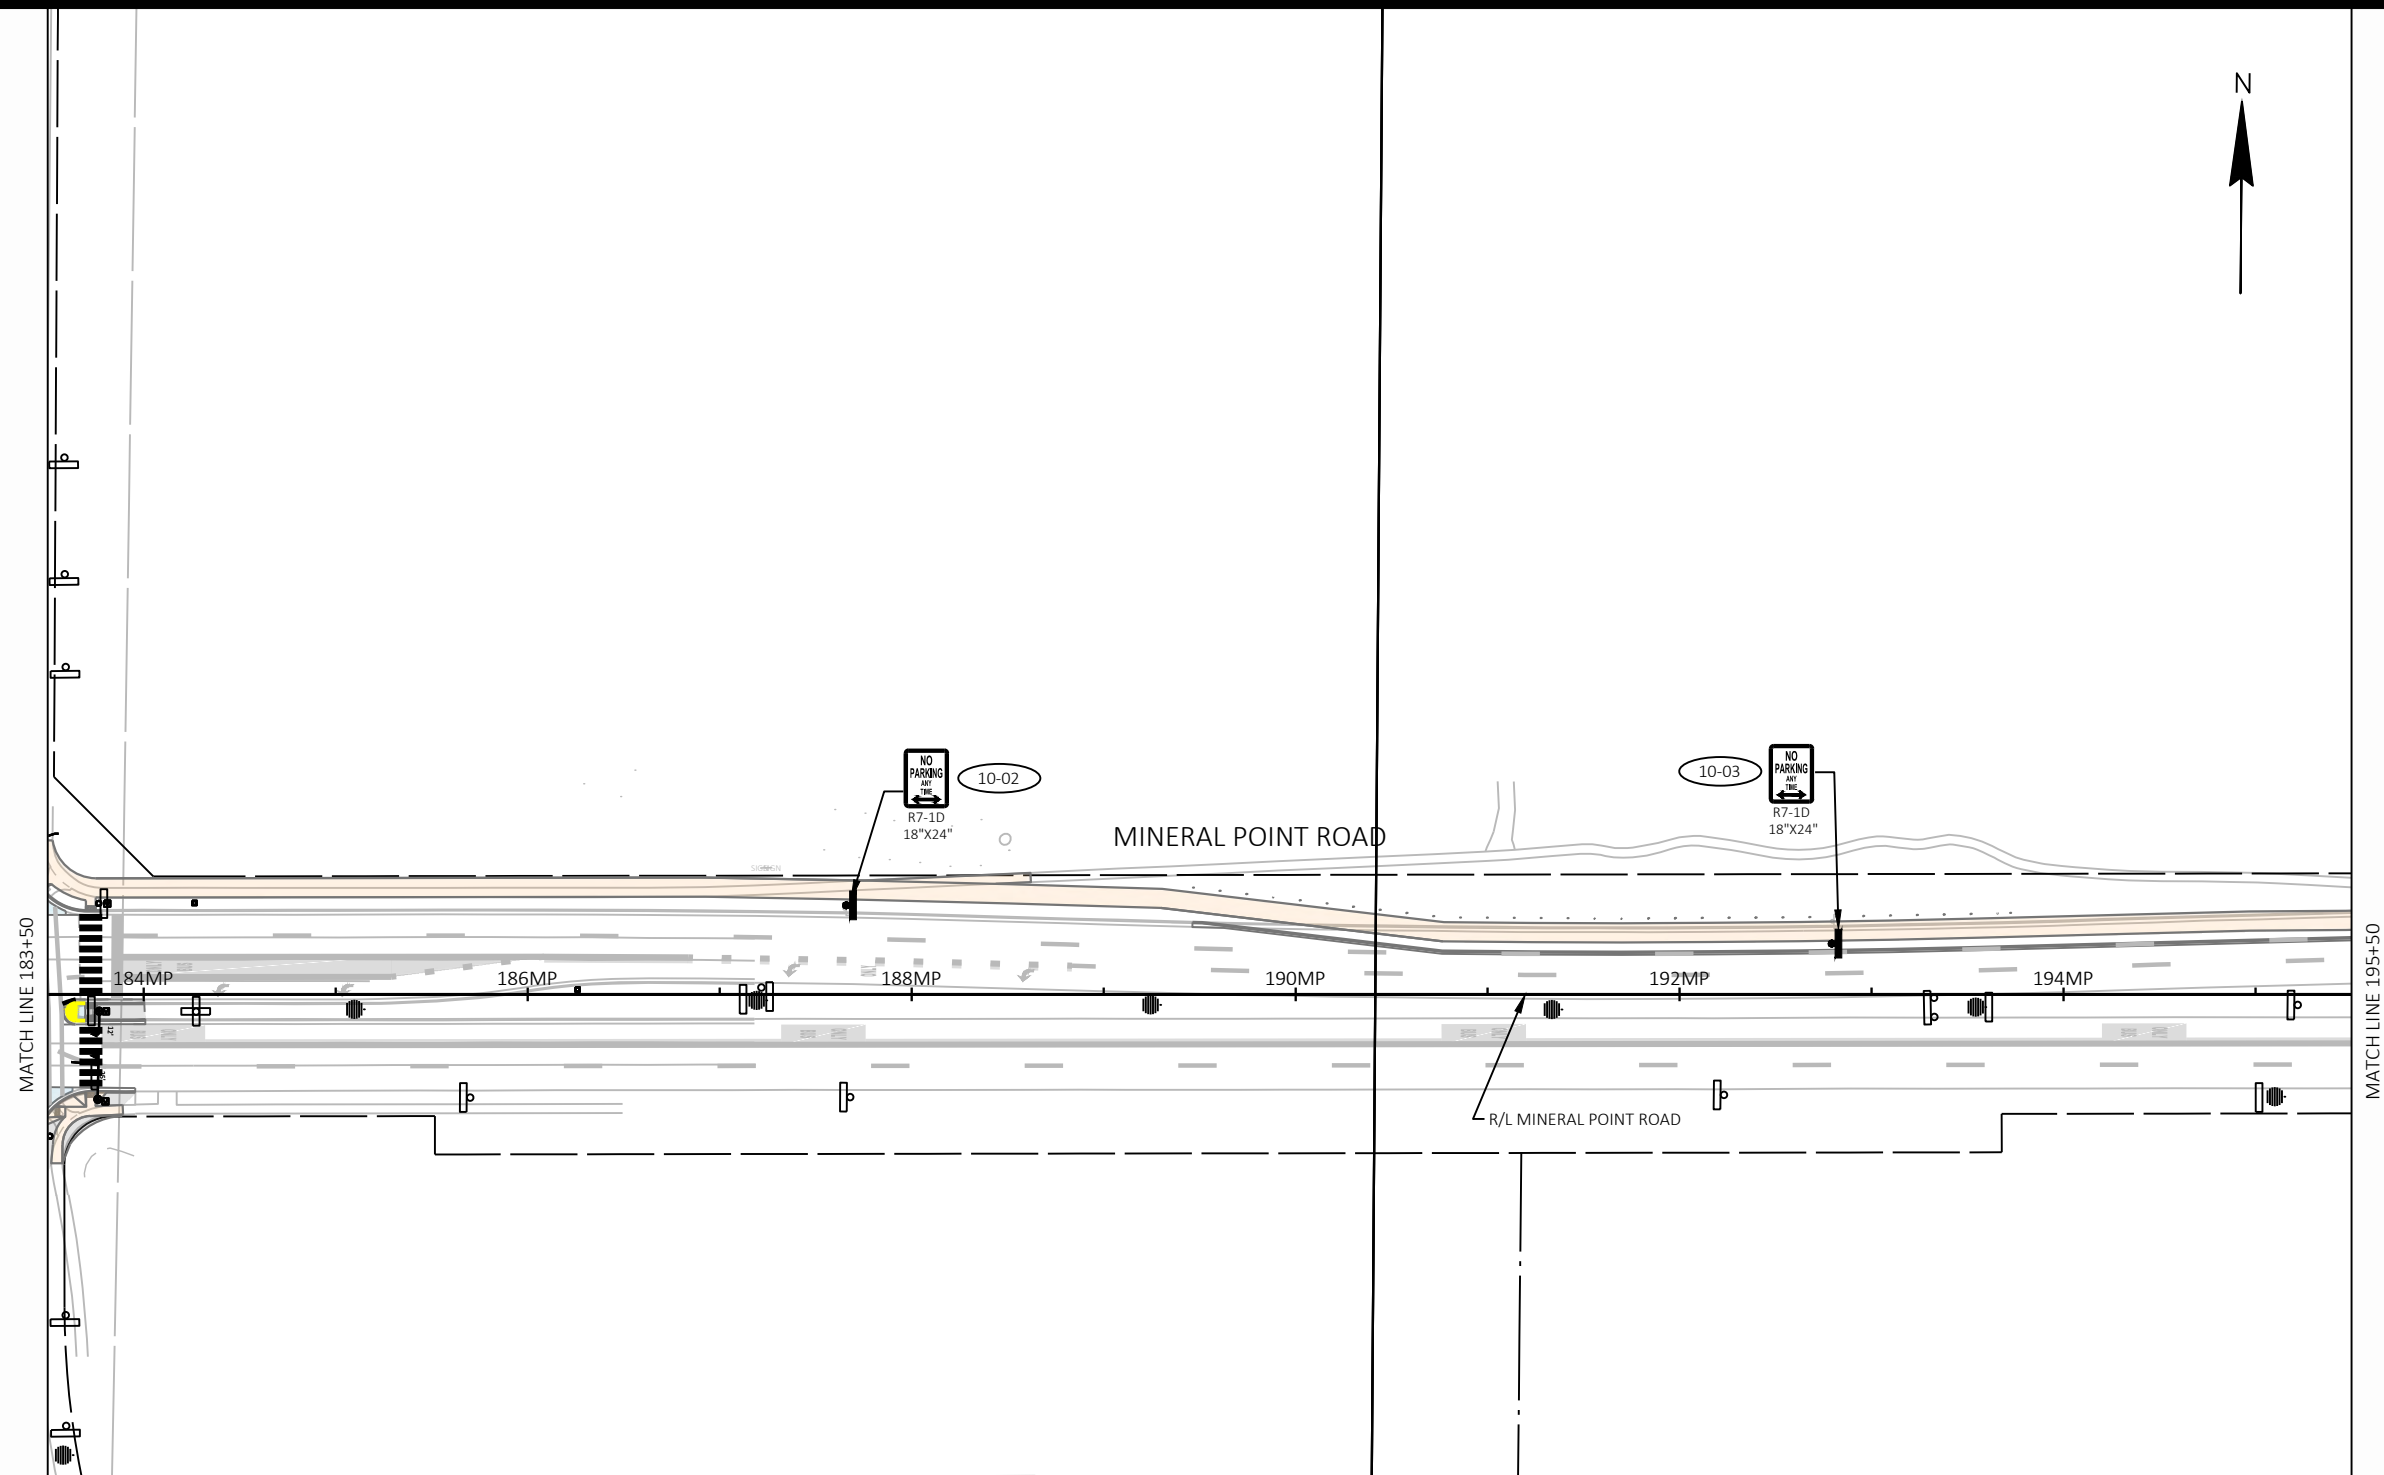 N
NO
PARKING
ANY
TIME
10-02
R7-1D
18"X24"
10-03
NO
PARKING
ANY
TIME
R7-1D
18"X24"
MINERAL POINT ROAD
MATCH LINE 183+50
184MP
186MP
188MP
190MP
192MP
194MP
MATCH LINE 195+50
12'
R/L MINERAL POINT ROAD